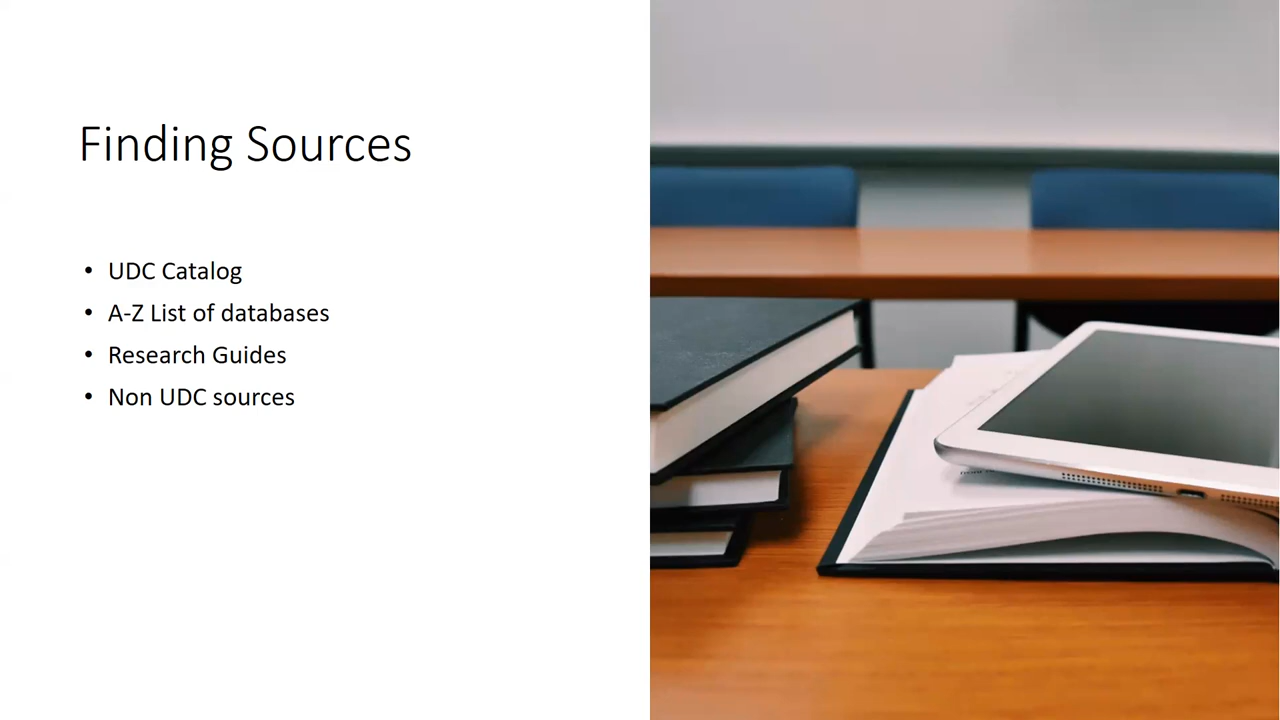 Finding Sources
• UDC Catalog
• A-Z List of databases
• Research Guides
• Non UDC sources